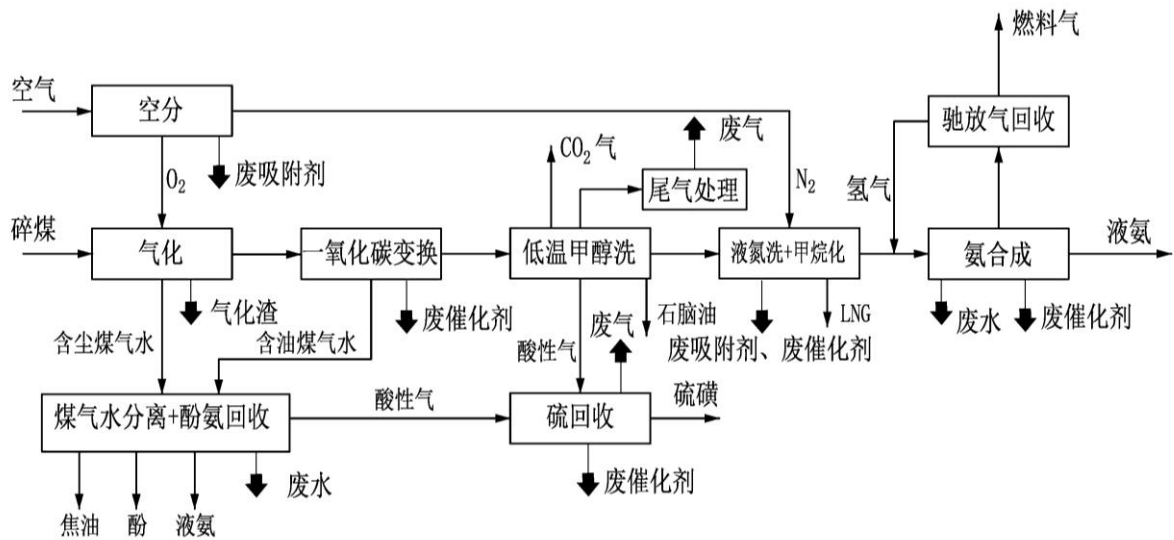 燃料气
空气
空分
驰放气回收
废气
CO₂气
废吸附剂
O₂
尾气处理
N₂
氢气
碎煤
气化
一氧化碳变换
低温甲醇洗
液氮洗+甲烷化
氨合成
液氨
气化渣
废催化剂
石脑油
LNG
废水
废催化剂
含尘煤气水
含油煤气水
酸性气
废气
废吸附剂、废催化剂
煤气水分离+酚氨回收
酸性气
硫回收
硫磺
废水
废催化剂
焦油
酚
液氨